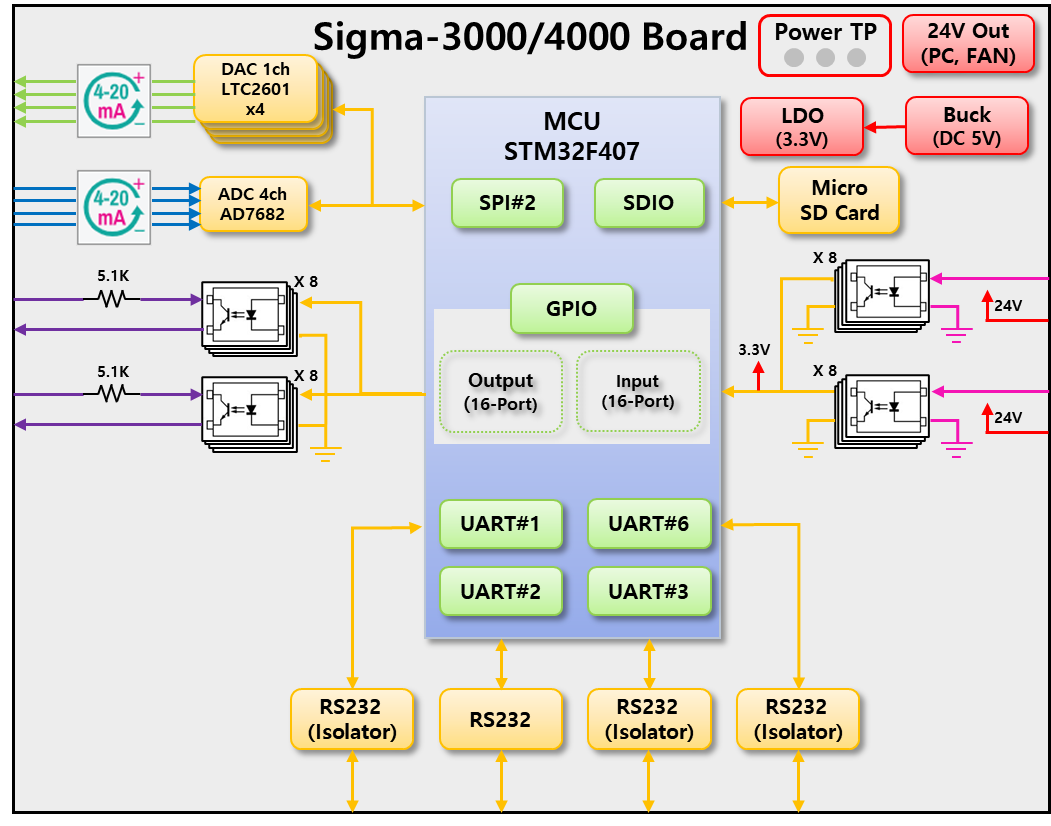 Sigma-3000/4000 Board
Power TP
24V Out
(PC, FAN)
DAC 1ch
LTC2601
x4
4-20
mA
LDO
(3.3V)
Buck
(DC 5V)
MCU
STM32F407
ADC 4ch
AD7682
4-20
mA
SPI#2
SDIO
Micro
SD Card
5.1K
X 8
GPIO
X 8
24V
Output
(16-Port)
Input
(16-Port)
3.3V
5.1K
X 8
X 8
24V
UART#1
UART#6
UART#2
UART#3
RS232
(Isolator)
RS232
RS232
(Isolator)
RS232
(Isolator)